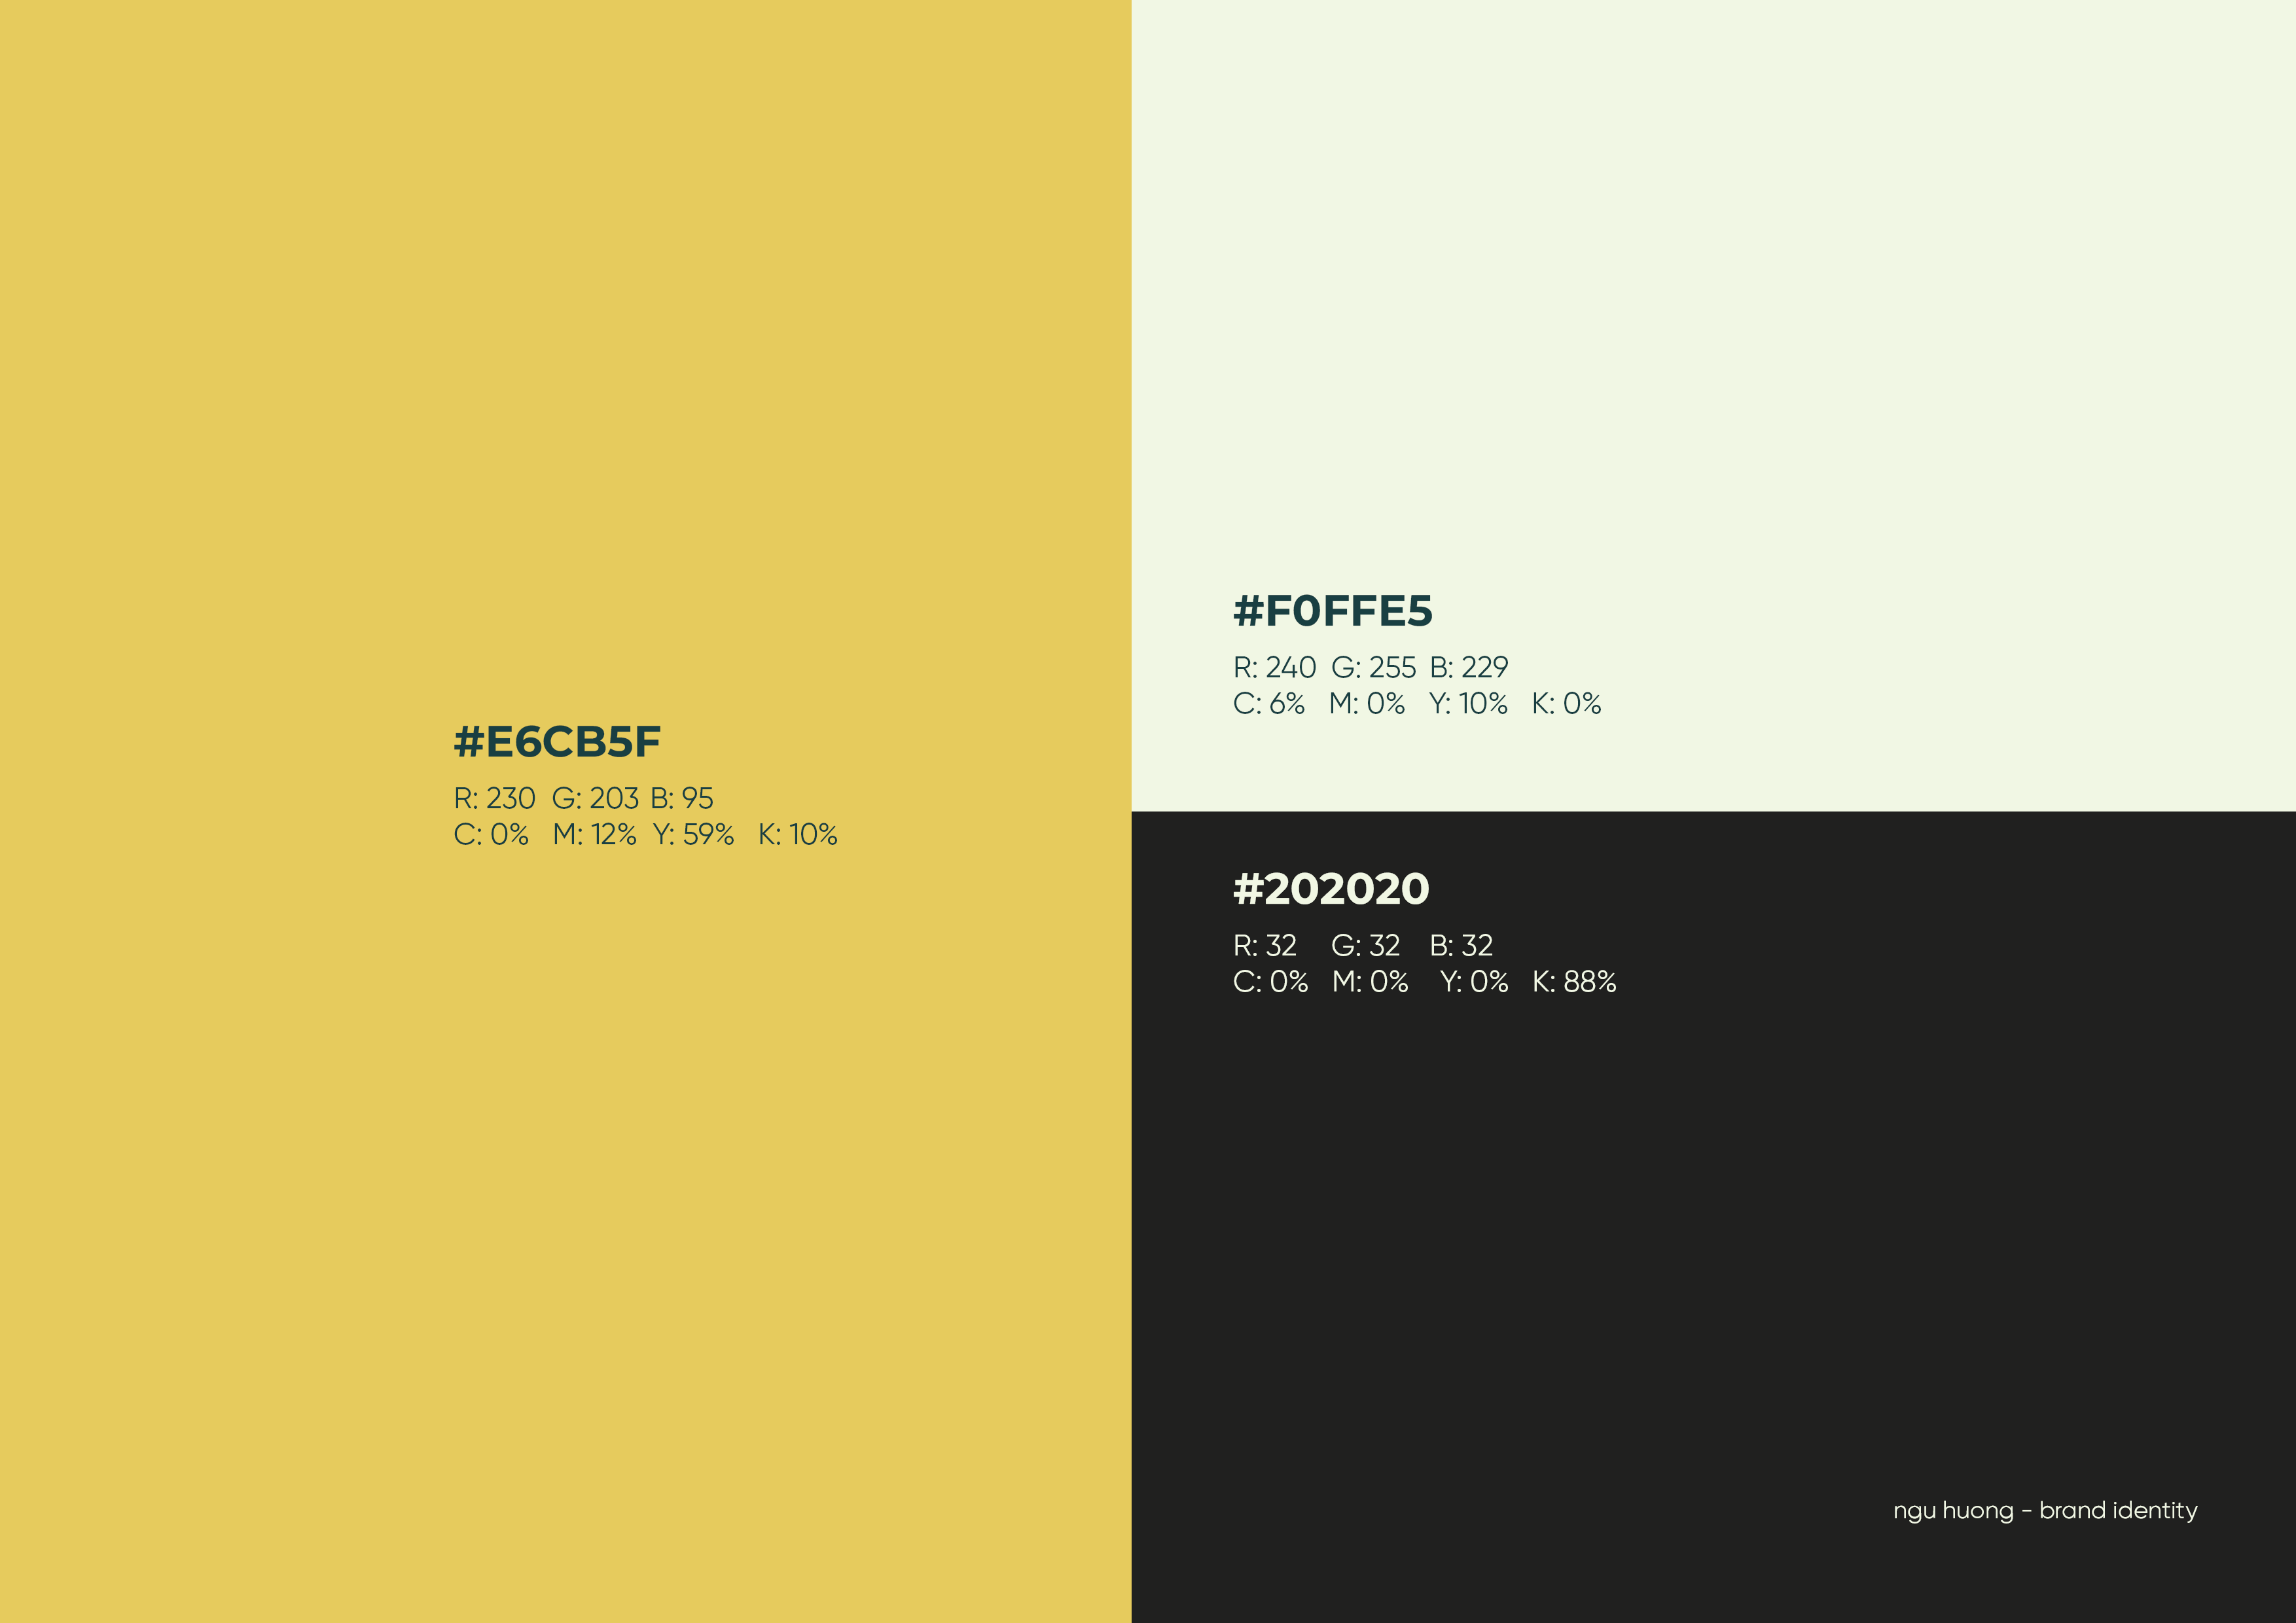 #E6CB5F
R: 230 G: 203 B: 95
C: 0% M: 12% Y: 59% K: 10%
#F0FFE5
R: 240 G: 255 B: 229
C: 6% M: 0% Y: 10% K: 0%
#202020
R: 32 G: 32 B: 32
C: 0% M: 0% Y: 0% K: 88%
ngu huong - brand identity